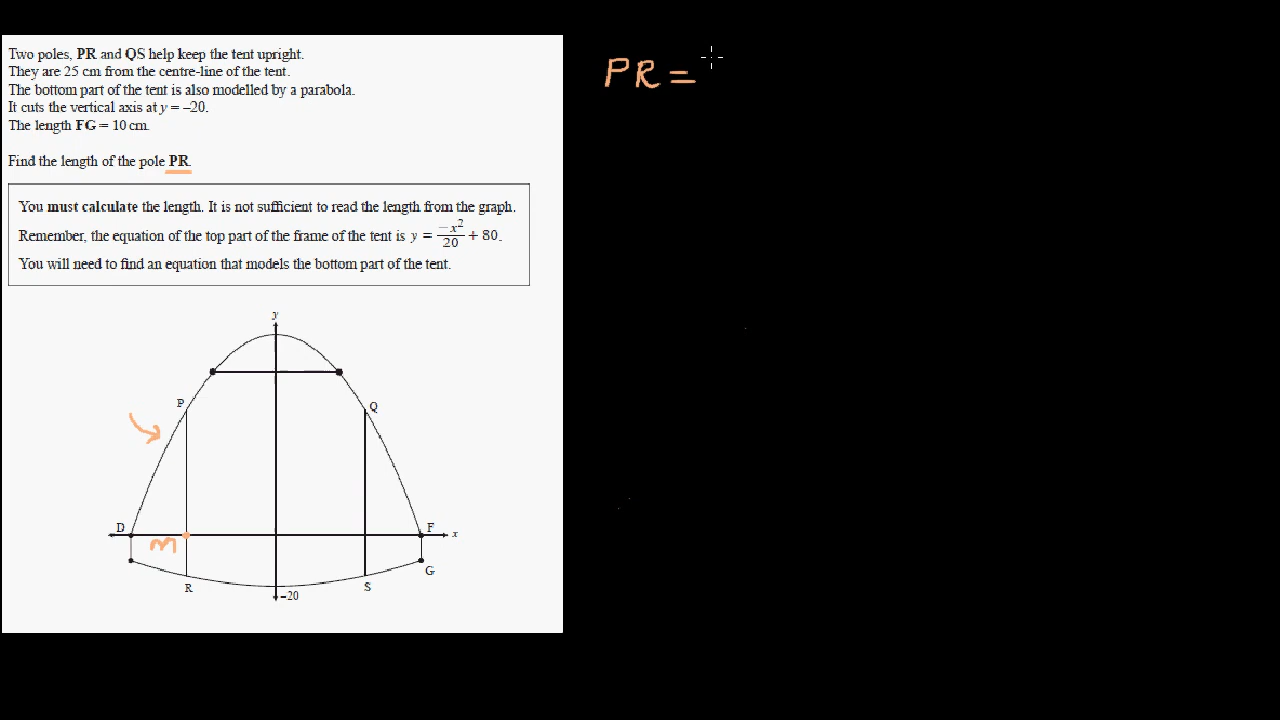 Two poles, PR and QS help keep the tent upright.
They are 25 cm from the centre-line of the tent.
The bottom part of the tent is also modelled by a parabola.
It cuts the vertical axis at y = –20.
The length FG = 10 cm.
Find the length of the pole PR.
You must calculate the length. It is not sufficient to read the length from the graph.
Remember, the equation of the top part of the frame of the tent is y = −x²/20 + 80.
You will need to find an equation that models the bottom part of the tent.
PR =
y
P
Q
D
M
F
x
G
R
S
–20